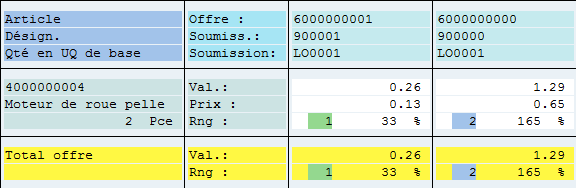 Article Offre : 6000000001 6000000000
Désign. Soumiss.: 900001 900000
Qté en UQ de base Soumission: LO0001 LO0001
4000000004 Val.: 0.26 1.29
Moteur de roue pelle Prix : 0.13 0.65
2 Pce Rng : 1 33 % 2 165 %
Total offre Val.: 0.26 1.29
Rng : 1 33 % 2 165 %